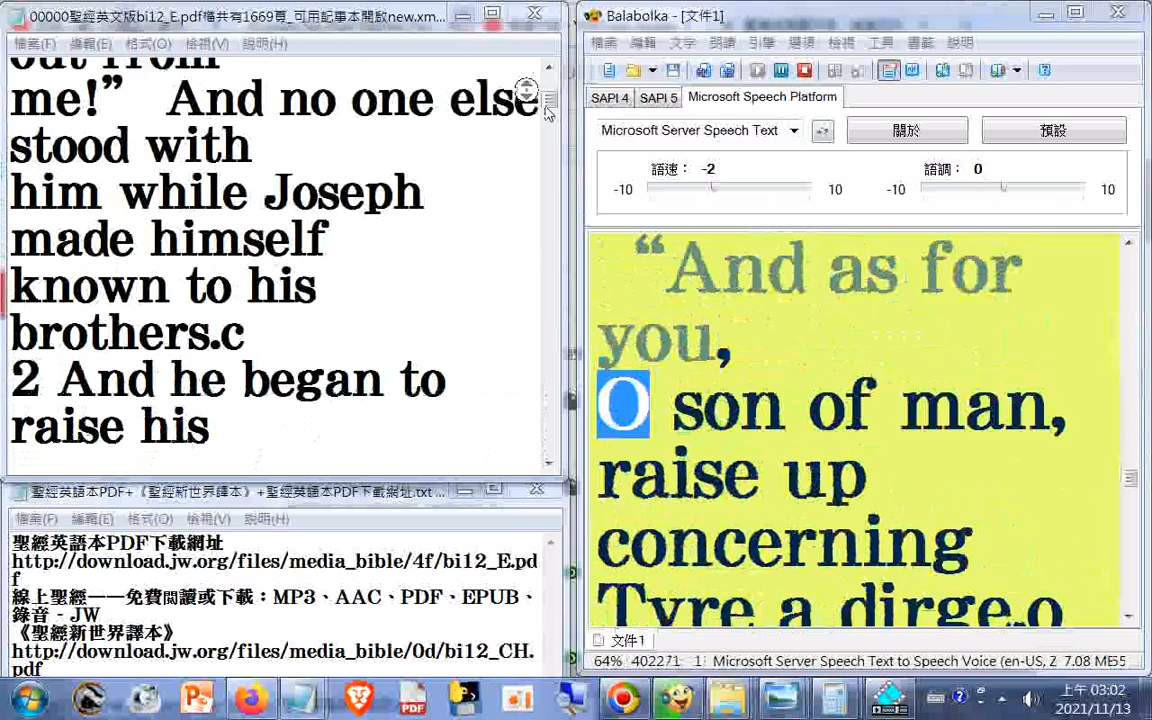 00000聖經英文版bi12_E.pdf檔共有1669頁_可用記事本開啟new.xm...
檔案(F) 編輯(E) 格式(O) 檢視(V) 說明(H)
out from
me!” And no one else
stood with
him while Joseph
made himself
known to his
brothers.c
2 And he began to
raise his
聖經英語本PDF+《聖經新世界譯本》+聖經英語本PDF下載網址.txt ...
檔案(F) 編輯(E) 格式(O) 檢視(V) 說明(H)
聖經英語本PDF下載網址
http://download.jw.org/files/media_bible/4f/bi12_E.pd
f
線上聖經——免費閱讀或下載：MP3、AAC、PDF、EPUB、
錄音 - JW
《聖經新世界譯本》
http://download.jw.org/files/media_bible/0d/bi12_CH.
pdf
Balabolka - [文件1]
檔案 編輯 文字 朗讀 引擎 選項 檢視 工具 書籤 說明
SAPI 4 SAPI 5 Microsoft Speech Platform
Microsoft Server Speech Text 關於 預設
語速： -2 語調： 0
-10 10 -10 10
“And as for
you,
O son of man,
raise up
concerning
Tyre a dirge,o
文件1
64% 402271 1 Microsoft Server Speech Text to Speech Voice (en-US, Z 7.08 MB
上午 03:02
2021/11/13